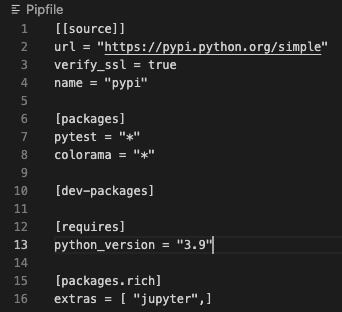 Pipfile
1 [[source]]
2 url = "https://pypi.python.org/simple"
3 verify_ssl = true
4 name = "pypi"
5
6 [packages]
7 pytest = "*"
8 colorama = "*"
9
10 [dev-packages]
11
12 [requires]
13 python_version = "3.9"
14
15 [packages.rich]
16 extras = [ "jupyter",]